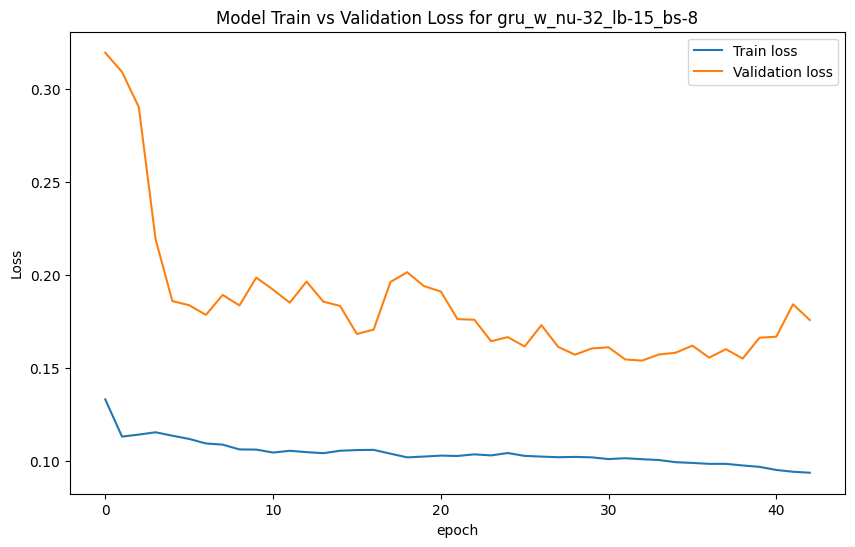 Model Train vs Validation Loss for gru_w_nu-32_lb-15_bs-8
Train loss
Validation loss
0.30
0.25
0.20
0.15
0.10
Loss
0
10
20
30
40
epoch